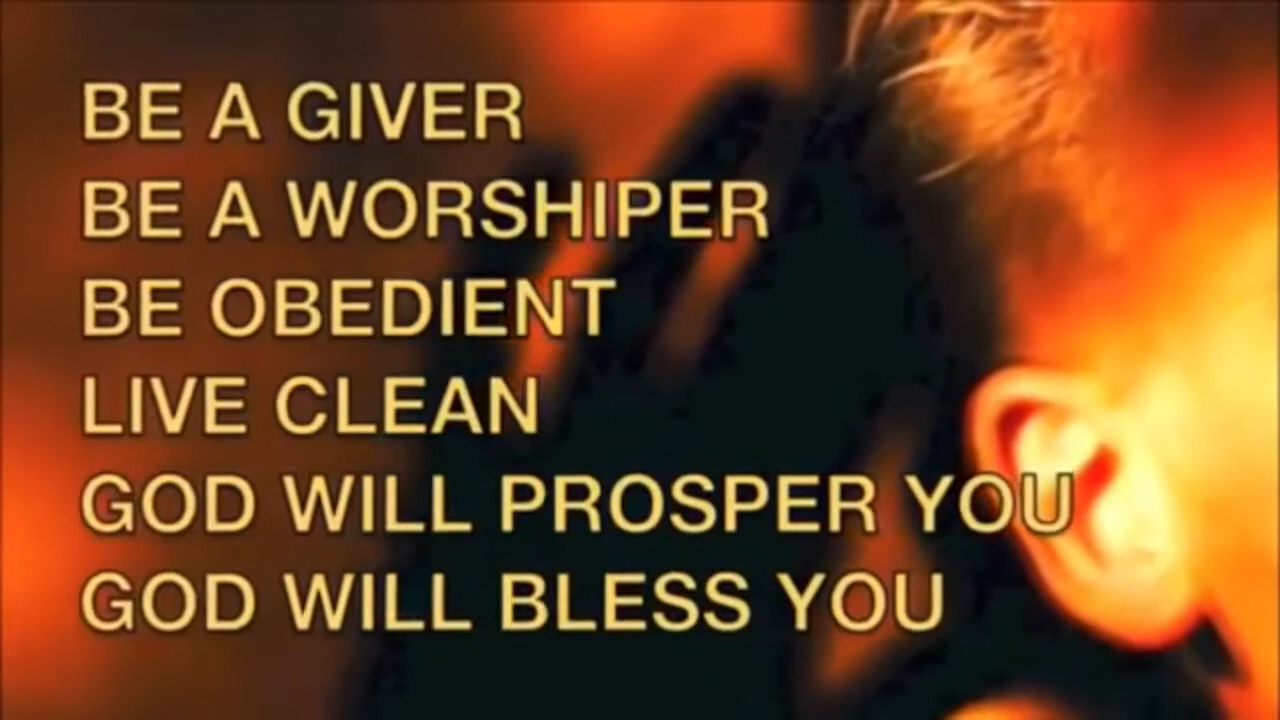 BE A GIVER
BE A WORSHIPER
BE OBEDIENT
LIVE CLEAN
GOD WILL PROSPER YOU
GOD WILL BLESS YOU